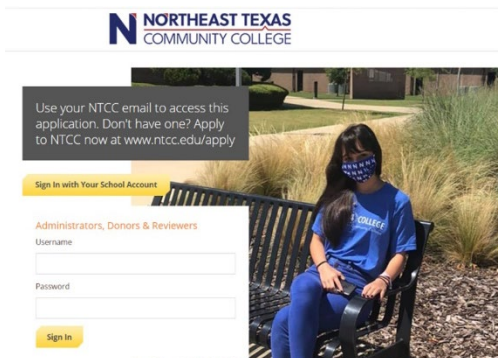 N NORTHEAST TEXAS
COMMUNITY COLLEGE
Use your NTCC email to access this
application. Don't have one? Apply
to NTCC now at www.ntcc.edu/apply
Sign In with Your School Account
Administrators, Donors & Reviewers
Username
Password
Sign In
COLLEGE